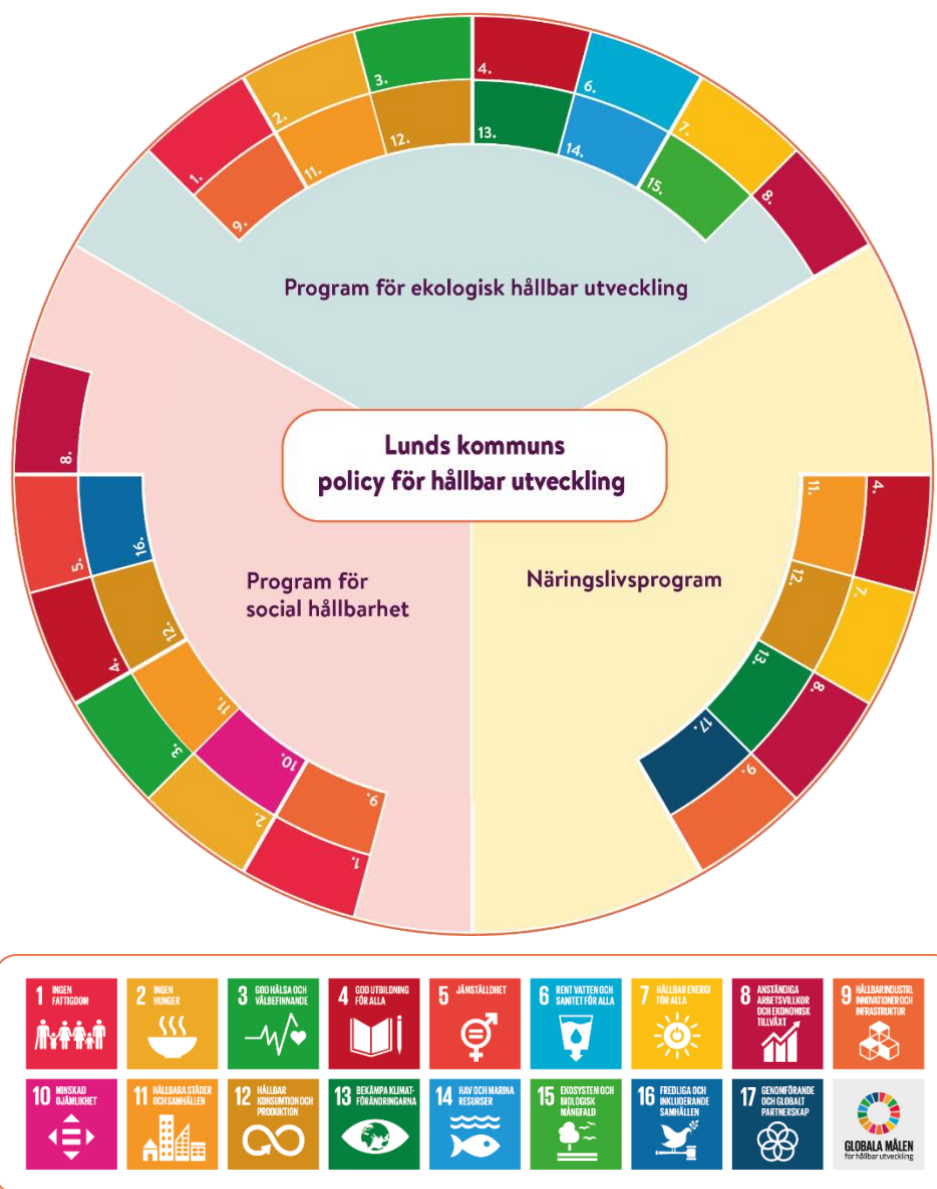 1.
2.
3.
4.
6.
7.
8.
9.
11.
12.
13.
14.
15.
Program för ekologisk hållbar utveckling
Lunds kommuns
policy för hållbar utveckling
Program för
social hållbarhet
8.
5.
4.
3.
2.
1.
16.
12.
11.
10.
9.
Näringslivsprogram
4.
7.
8.
9.
11.
12.
13.
17.
1 INGEN
FATTIGDOM
2 INGEN
HUNGER
3 GOD HÄLSA OCH
VÄLBEFINNANDE
4 GOD UTBILDNING
FÖR ALLA
5 JÄMSTÄLLDHET
6 RENT VATTEN OCH
SANITET FÖR ALLA
7 HÅLLBAR ENERGI
FÖR ALLA
8 ANSTÄNDIGA
ARBETSVILLKOR
OCH EKONOMISK
TILLVÄXT
9 HÅLLBAR INDUSTRI,
INNOVATIONER OCH
INFRASTRUKTUR
10 MINSKAD
OJÄMLIKHET
11 HÅLLBARA STÄDER
OCH SAMHÄLLEN
12 HÅLLBAR
KONSUMTION OCH
PRODUKTION
13 BEKÄMPA KLIMAT-
FÖRÄNDRINGARNA
14 HAV OCH MARINA
RESURSER
15 EKOSYSTEM OCH
BIOLOGISK
MÅNGFALD
16 FREDLIGA OCH
INKLUDERANDE
SAMHÄLLEN
17 GENOMFÖRANDE
OCH GLOBALT
PARTNERSKAP
GLOBALA MÅLEN
för hållbar utveckling